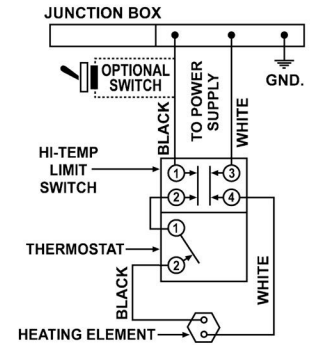 JUNCTION BOX
OPTIONAL
SWITCH
GND.
BLACK
TO POWER
SUPPLY
WHITE
HI-TEMP
LIMIT
SWITCH
1
3
2
4
THERMOSTAT
1
2
BLACK
WHITE
HEATING ELEMENT